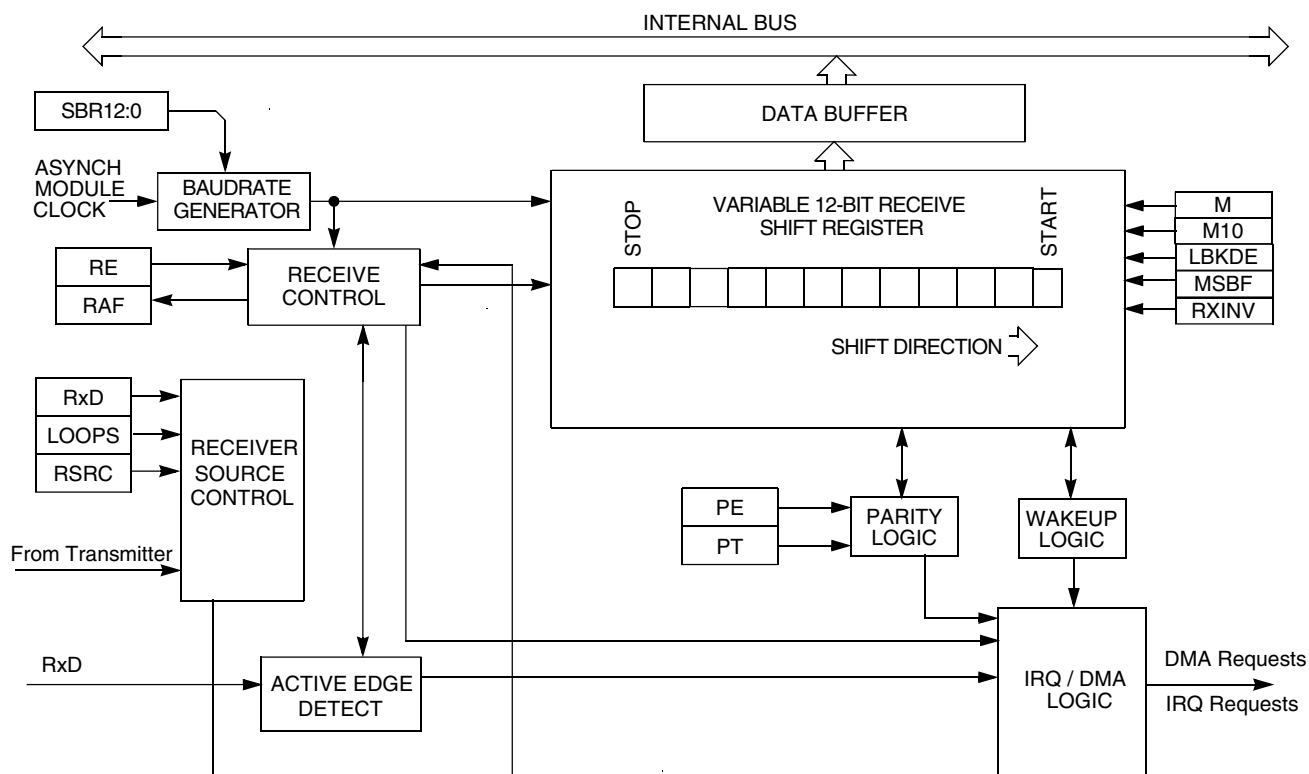 INTERNAL BUS
SBR12:0
DATA BUFFER
ASYNCH
MODULE
CLOCK
BAUDRATE
GENERATOR
VARIABLE 12-BIT RECEIVE
SHIFT REGISTER
STOP
START
M
M10
LBKDE
MSBF
RXINV
RE
RAF
RECEIVE
CONTROL
SHIFT DIRECTION
RxD
LOOPS
RSRC
RECEIVER
SOURCE
CONTROL
PE
PT
PARITY
LOGIC
WAKEUP
LOGIC
From Transmitter
RxD
ACTIVE EDGE
DETECT
IRQ / DMA
LOGIC
DMA Requests
IRQ Requests